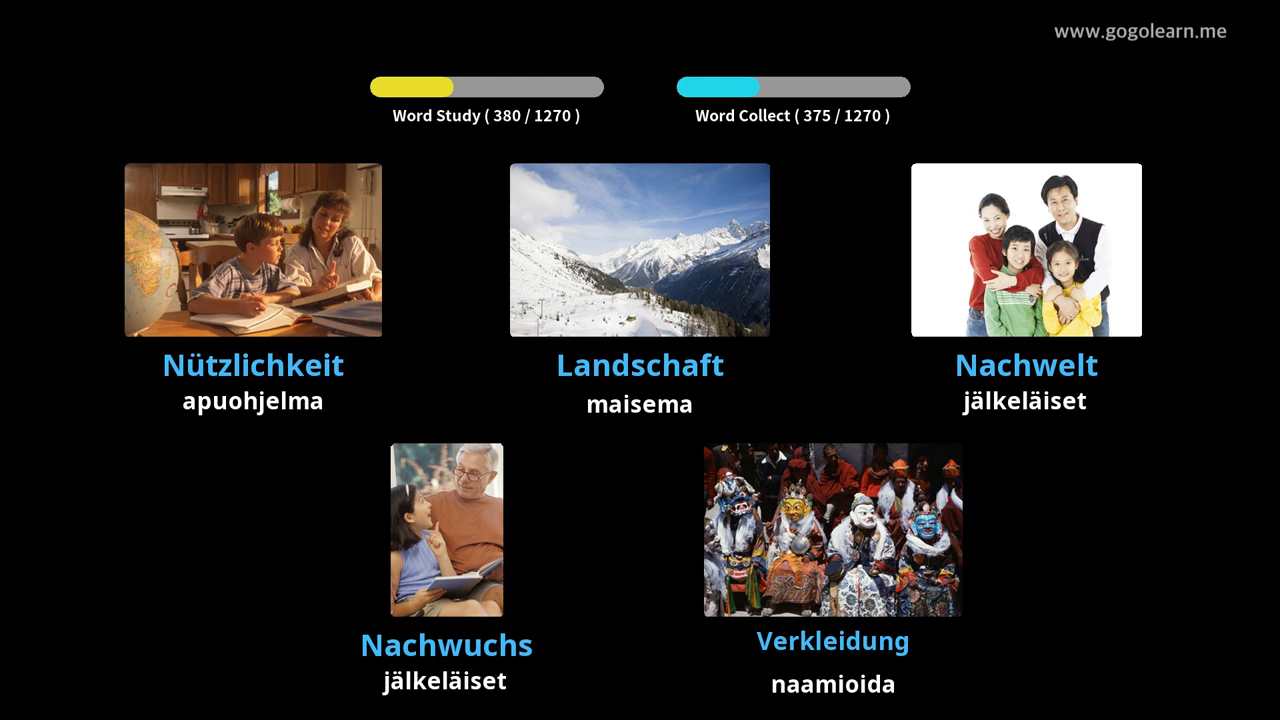 www.gogolearn.me
Word Study ( 380 / 1270 )
Word Collect ( 375 / 1270 )
Nützlichkeit
apuohjelma
Landschaft
maisema
Nachwelt
jälkeläiset
Nachwuchs
jälkeläiset
Verkleidung
naamioida